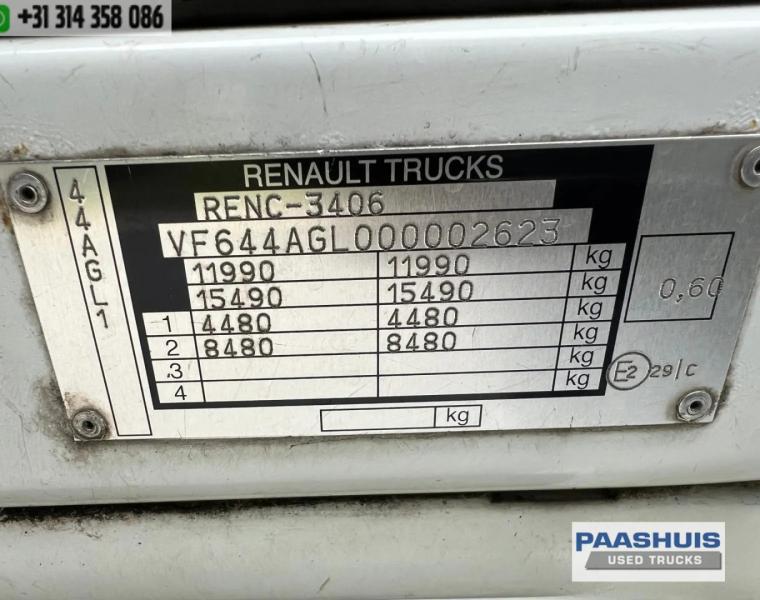 +31 314 358 086
RENAULT TRUCKS
44AGL1
RENC-3406
VF644AGL000002623
11990 11990 kg
15490 15490 kg
1 4480 4480 kg
2 8480 8480 kg
3 kg
4 kg
kg
0,60
E2 29/C
PAASHUIS
USED TRUCKS